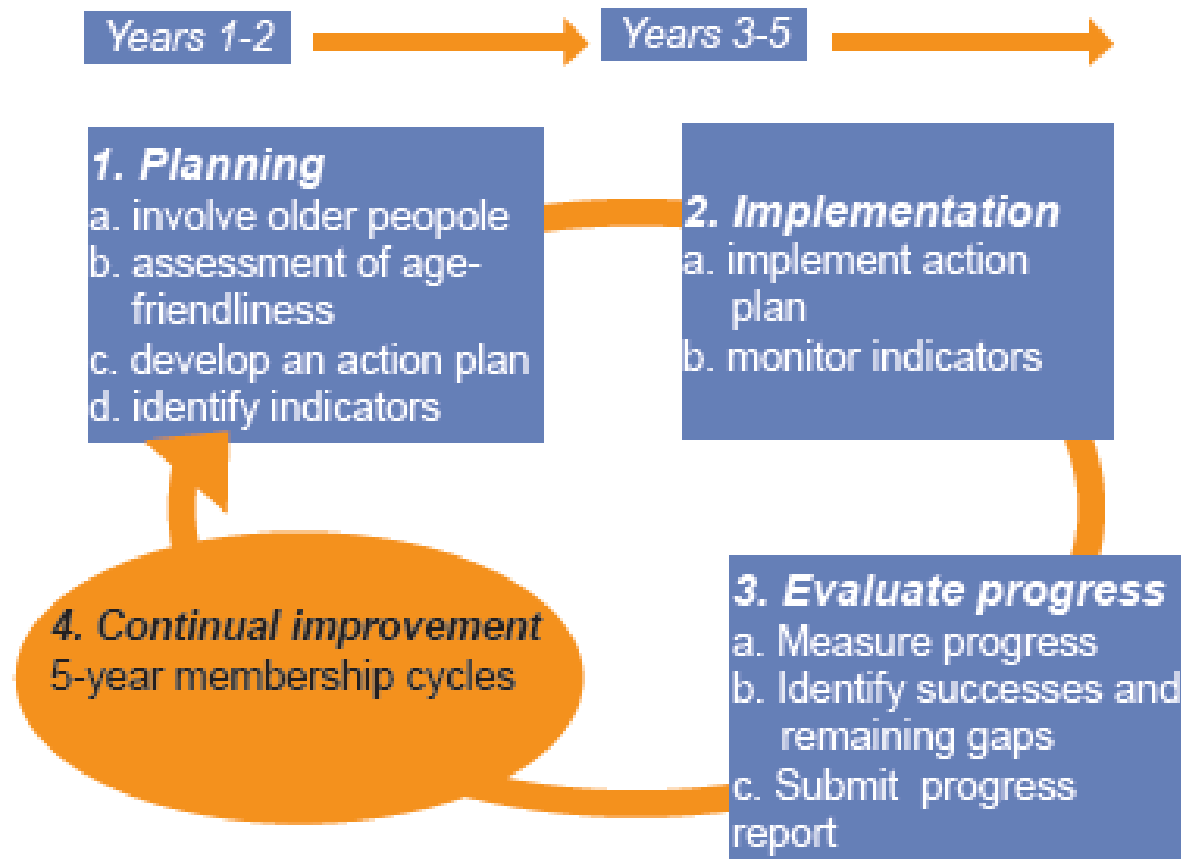 Years 1-2
Years 3-5
1. Planning
a. involve older peopole
b. assessment of age-
friendliness
c. develop an action plan
d. identify indicators
2. Implementation
a. implement action
plan
b. monitor indicators
3. Evaluate progress
a. Measure progress
b. Identify successes and
remaining gaps
c. Submit progress
report
4. Continual improvement
5-year membership cycles